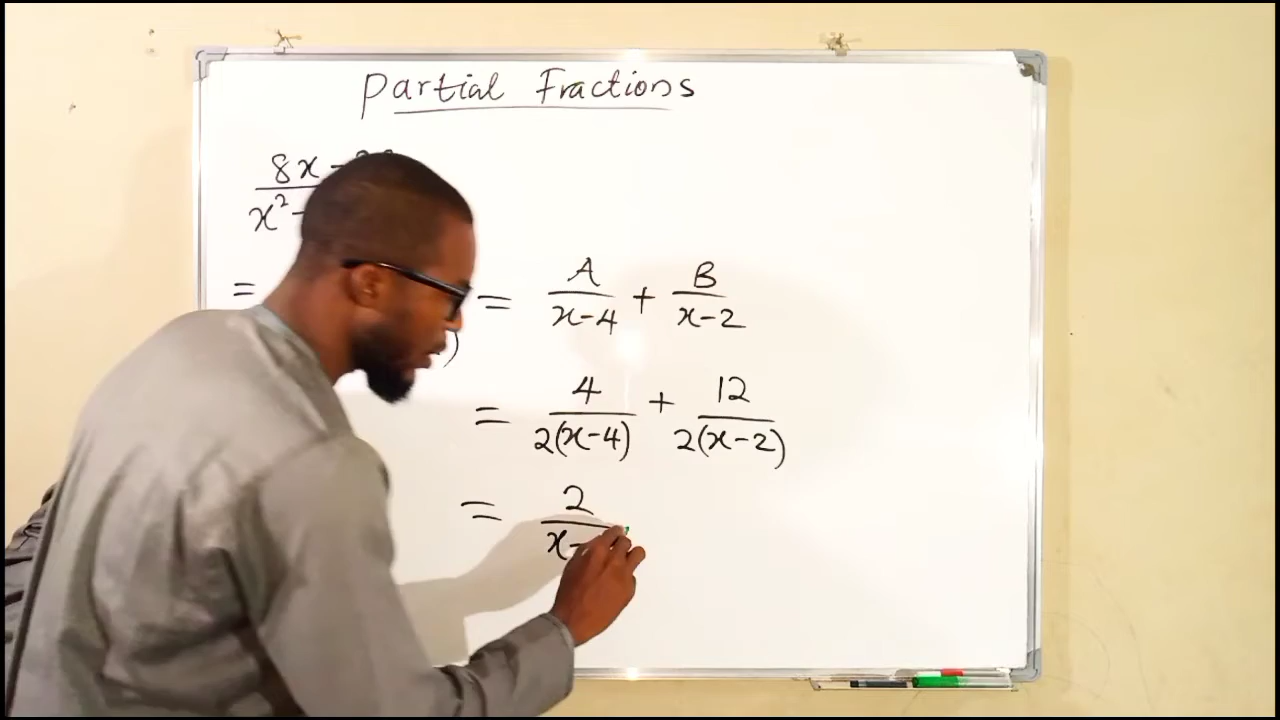 Partial Fractions
8x -
x² -
= ) = A/(x-4) + B/(x-2)
= 4/(2(x-4)) + 12/(2(x-2))
= 2/(x-